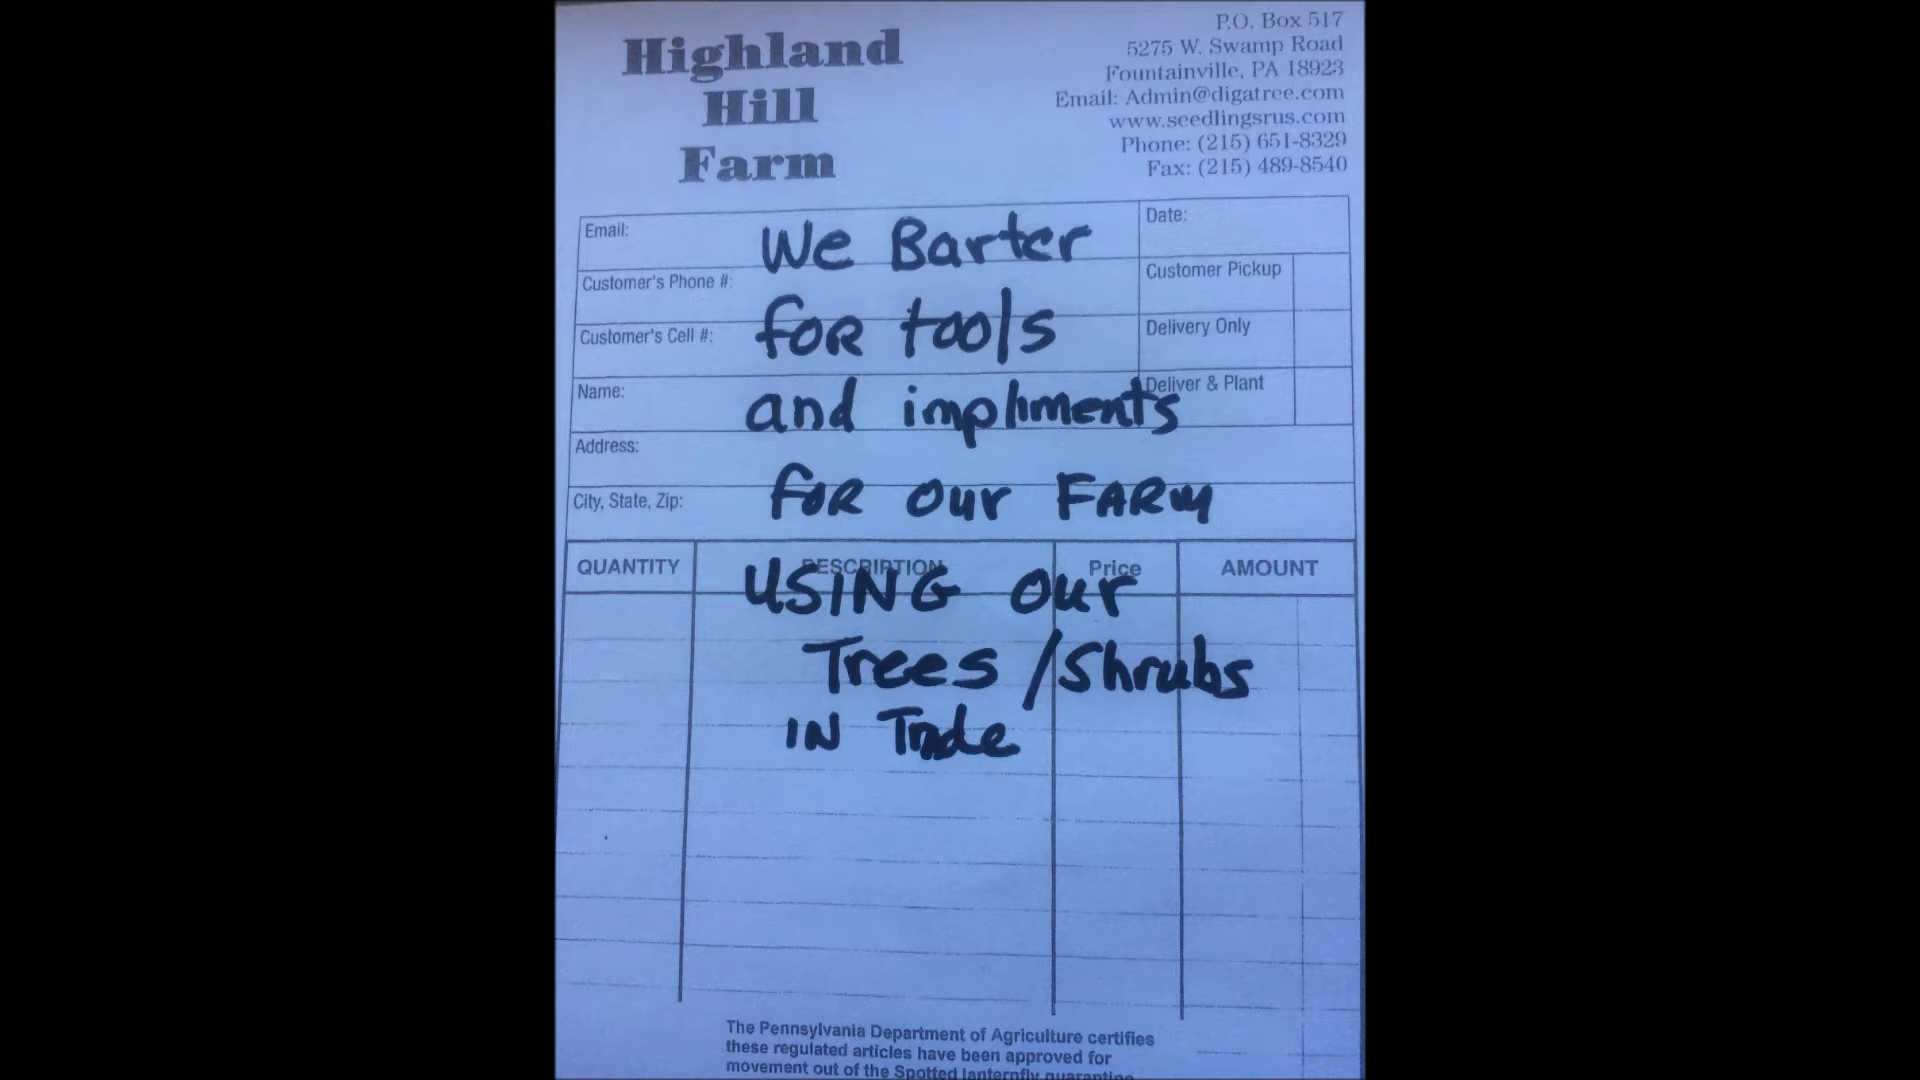 Highland
Hill
Farm
P.O. Box 517
5275 W. Swamp Road
Fountainville, PA 18923
Email: Admin@digatree.com
www.seedlingsrus.com
Phone: (215) 651-8329
Fax: (215) 489-8540
Email:
Date:
We Barter
Customer's Phone #:
Customer Pickup
Customer's Cell #:
for tools
Delivery Only
Name:
and impliments
Deliver & Plant
Address:
City, State, Zip:
for our FARM
QUANTITY DESCRIPTION Price AMOUNT
USING our
Trees / Shrubs
IN Trade
The Pennsylvania Department of Agriculture certifies
these regulated articles have been approved for
movement out of the Spotted lanternfly quarantine